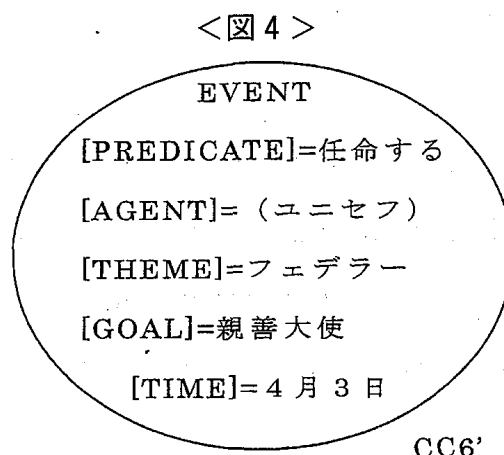 ＜図4＞
EVENT
[PREDICATE]=任命する
[AGENT]=（ユニセフ）
[THEME]=フェデラー
[GOAL]=親善大使
[TIME]=4月3日
CC6'